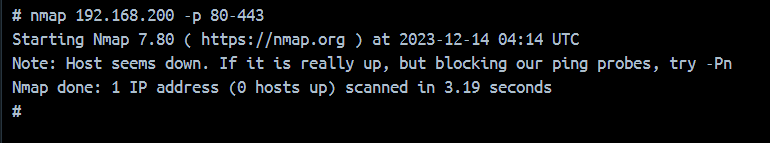 # nmap 192.168.200 -p 80-443
Starting Nmap 7.80 ( https://nmap.org ) at 2023-12-14 04:14 UTC
Note: Host seems down. If it is really up, but blocking our ping probes, try -Pn
Nmap done: 1 IP address (0 hosts up) scanned in 3.19 seconds
#